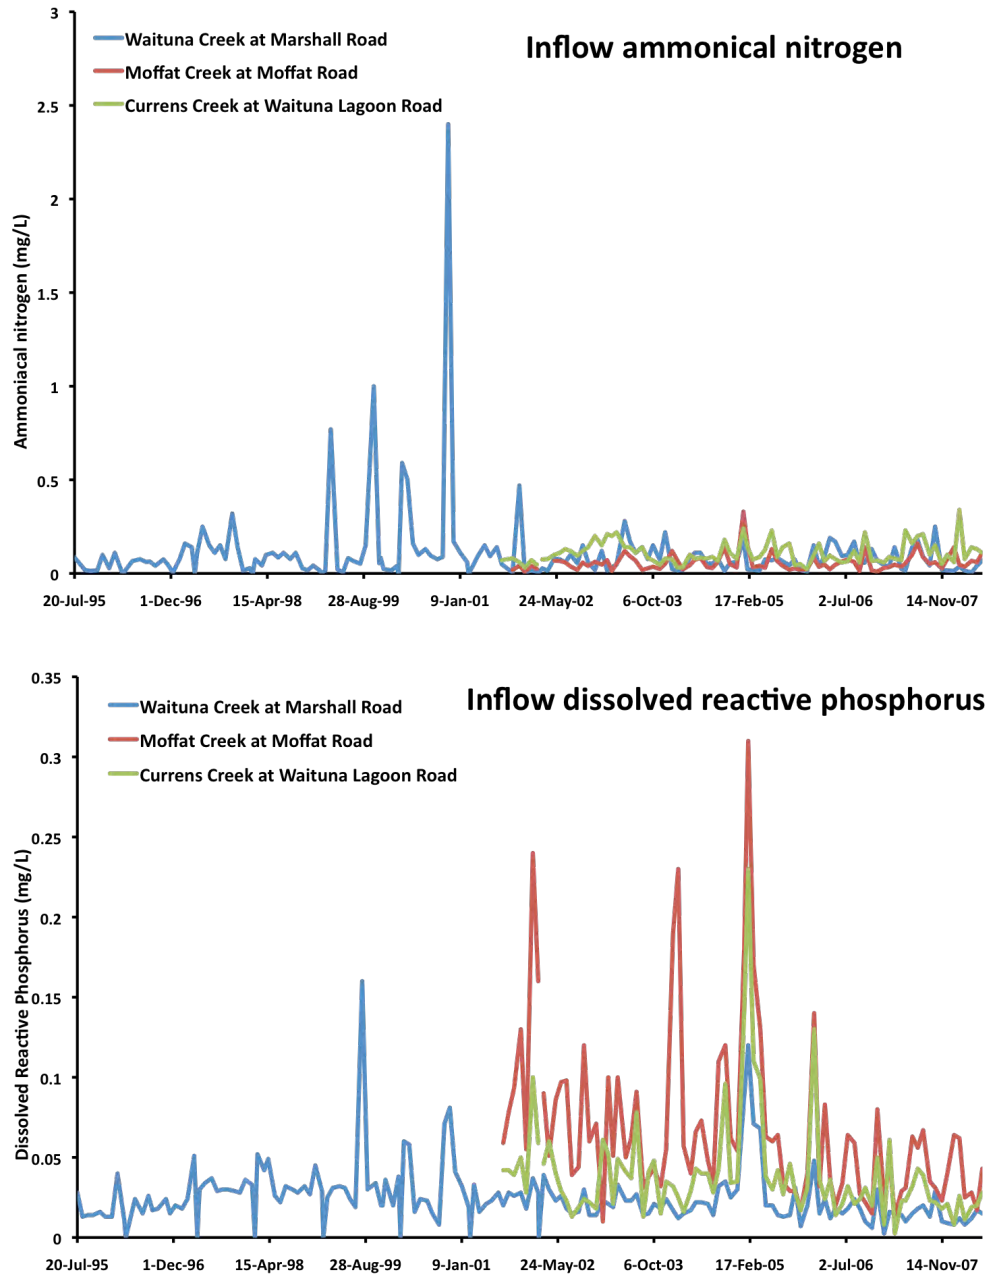 Inflow ammonical nitrogen
Waituna Creek at Marshall Road
Moffat Creek at Moffat Road
Currens Creek at Waituna Lagoon Road
Ammoniacal nitrogen (mg/L)
3
2.5
2
1.5
1
0.5
0
20-Jul-95 1-Dec-96 15-Apr-98 28-Aug-99 9-Jan-01 24-May-02 6-Oct-03 17-Feb-05 2-Jul-06 14-Nov-07
Inflow dissolved reactive phosphorus
Waituna Creek at Marshall Road
Moffat Creek at Moffat Road
Currens Creek at Waituna Lagoon Road
Dissolved Reactive Phosphorus (mg/L)
0.35
0.3
0.25
0.2
0.15
0.1
0.05
0
20-Jul-95 1-Dec-96 15-Apr-98 28-Aug-99 9-Jan-01 24-May-02 6-Oct-03 17-Feb-05 2-Jul-06 14-Nov-07